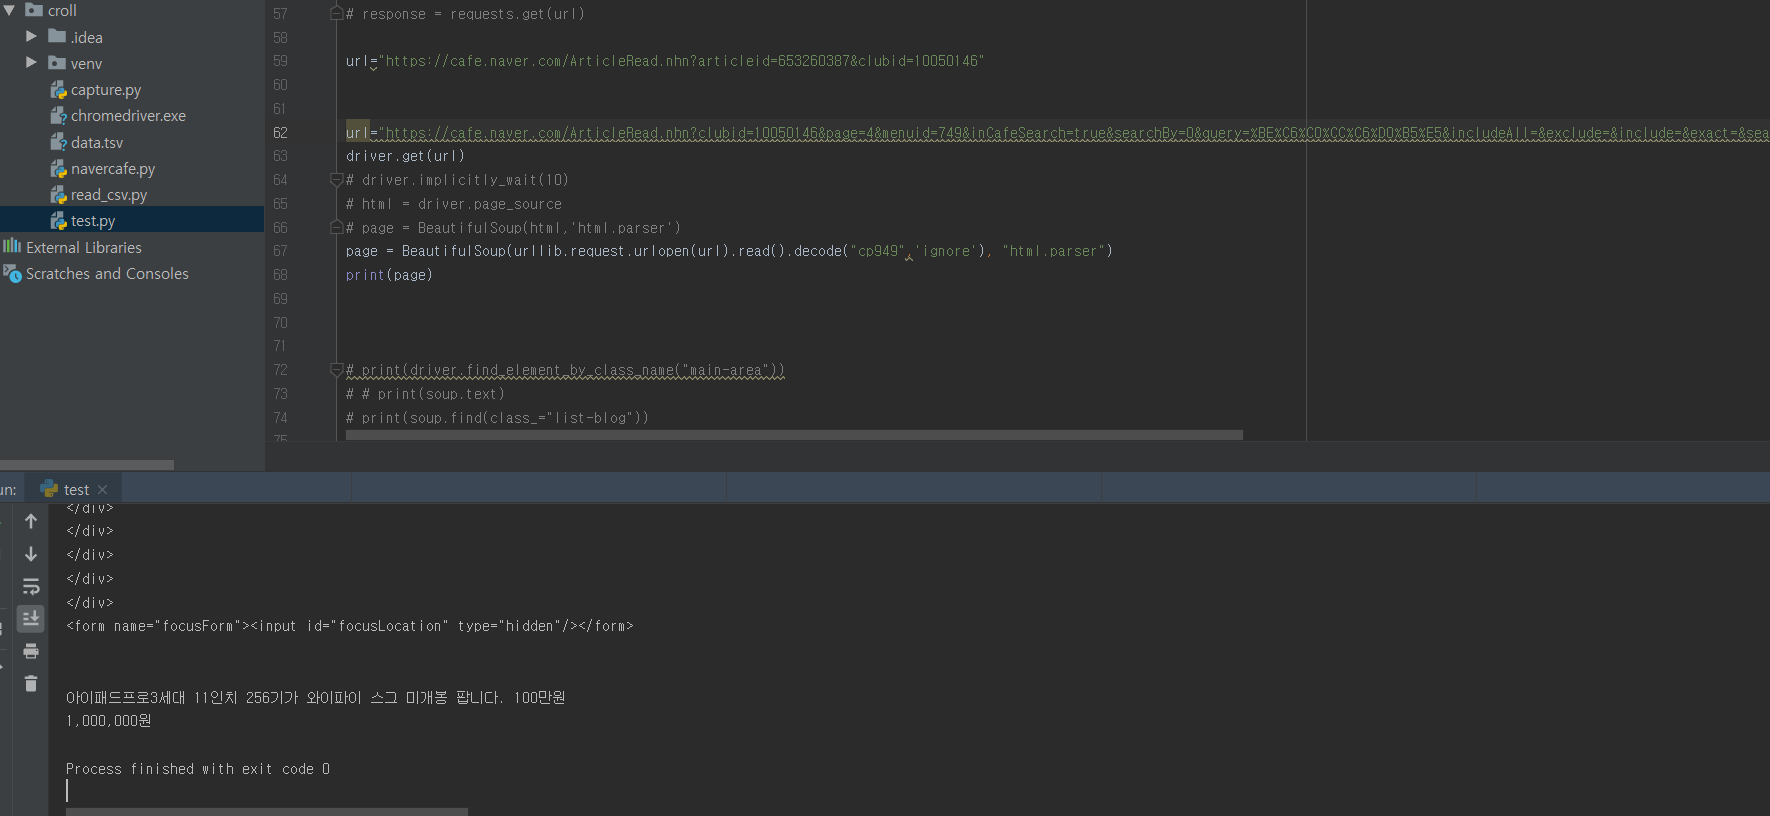 croll
.idea
venv
capture.py
chromedriver.exe
data.tsv
navercafe.py
read_csv.py
test.py
External Libraries
Scratches and Consoles
57 # response = requests.get(url)
58
59 url="https://cafe.naver.com/ArticleRead.nhn?articleid=653260387&clubid=10050146"
60
61
62 url="https://cafe.naver.com/ArticleRead.nhn?clubid=10050146&page=4&menuid=749&inCafeSearch=true&searchBy=0&query=%BE%C6%C0%CC%C6%D0%B5%E5&includeAll=&exclude=&include=&exact=&sea
63 driver.get(url)
64 # driver.implicitly_wait(10)
65 # html = driver.page_source
66 # page = BeautifulSoup(html,'html.parser')
67 page = BeautifulSoup(urllib.request.urlopen(url).read().decode("cp949",'ignore'), "html.parser")
68 print(page)
69
70
71
72 # print(driver.find_element_by_class_name("main-area"))
73 # # print(soup.text)
74 # print(soup.find(class_="list-blog"))
75
un:
test
</div>
</div>
</div>
</div>
</div>
<form name="focusForm"><input id="focusLocation" type="hidden"/></form>
아이패드프로3세대 11인치 256기가 와이파이 스그 미개봉 팝니다. 100만원
1,000,000원
Process finished with exit code 0